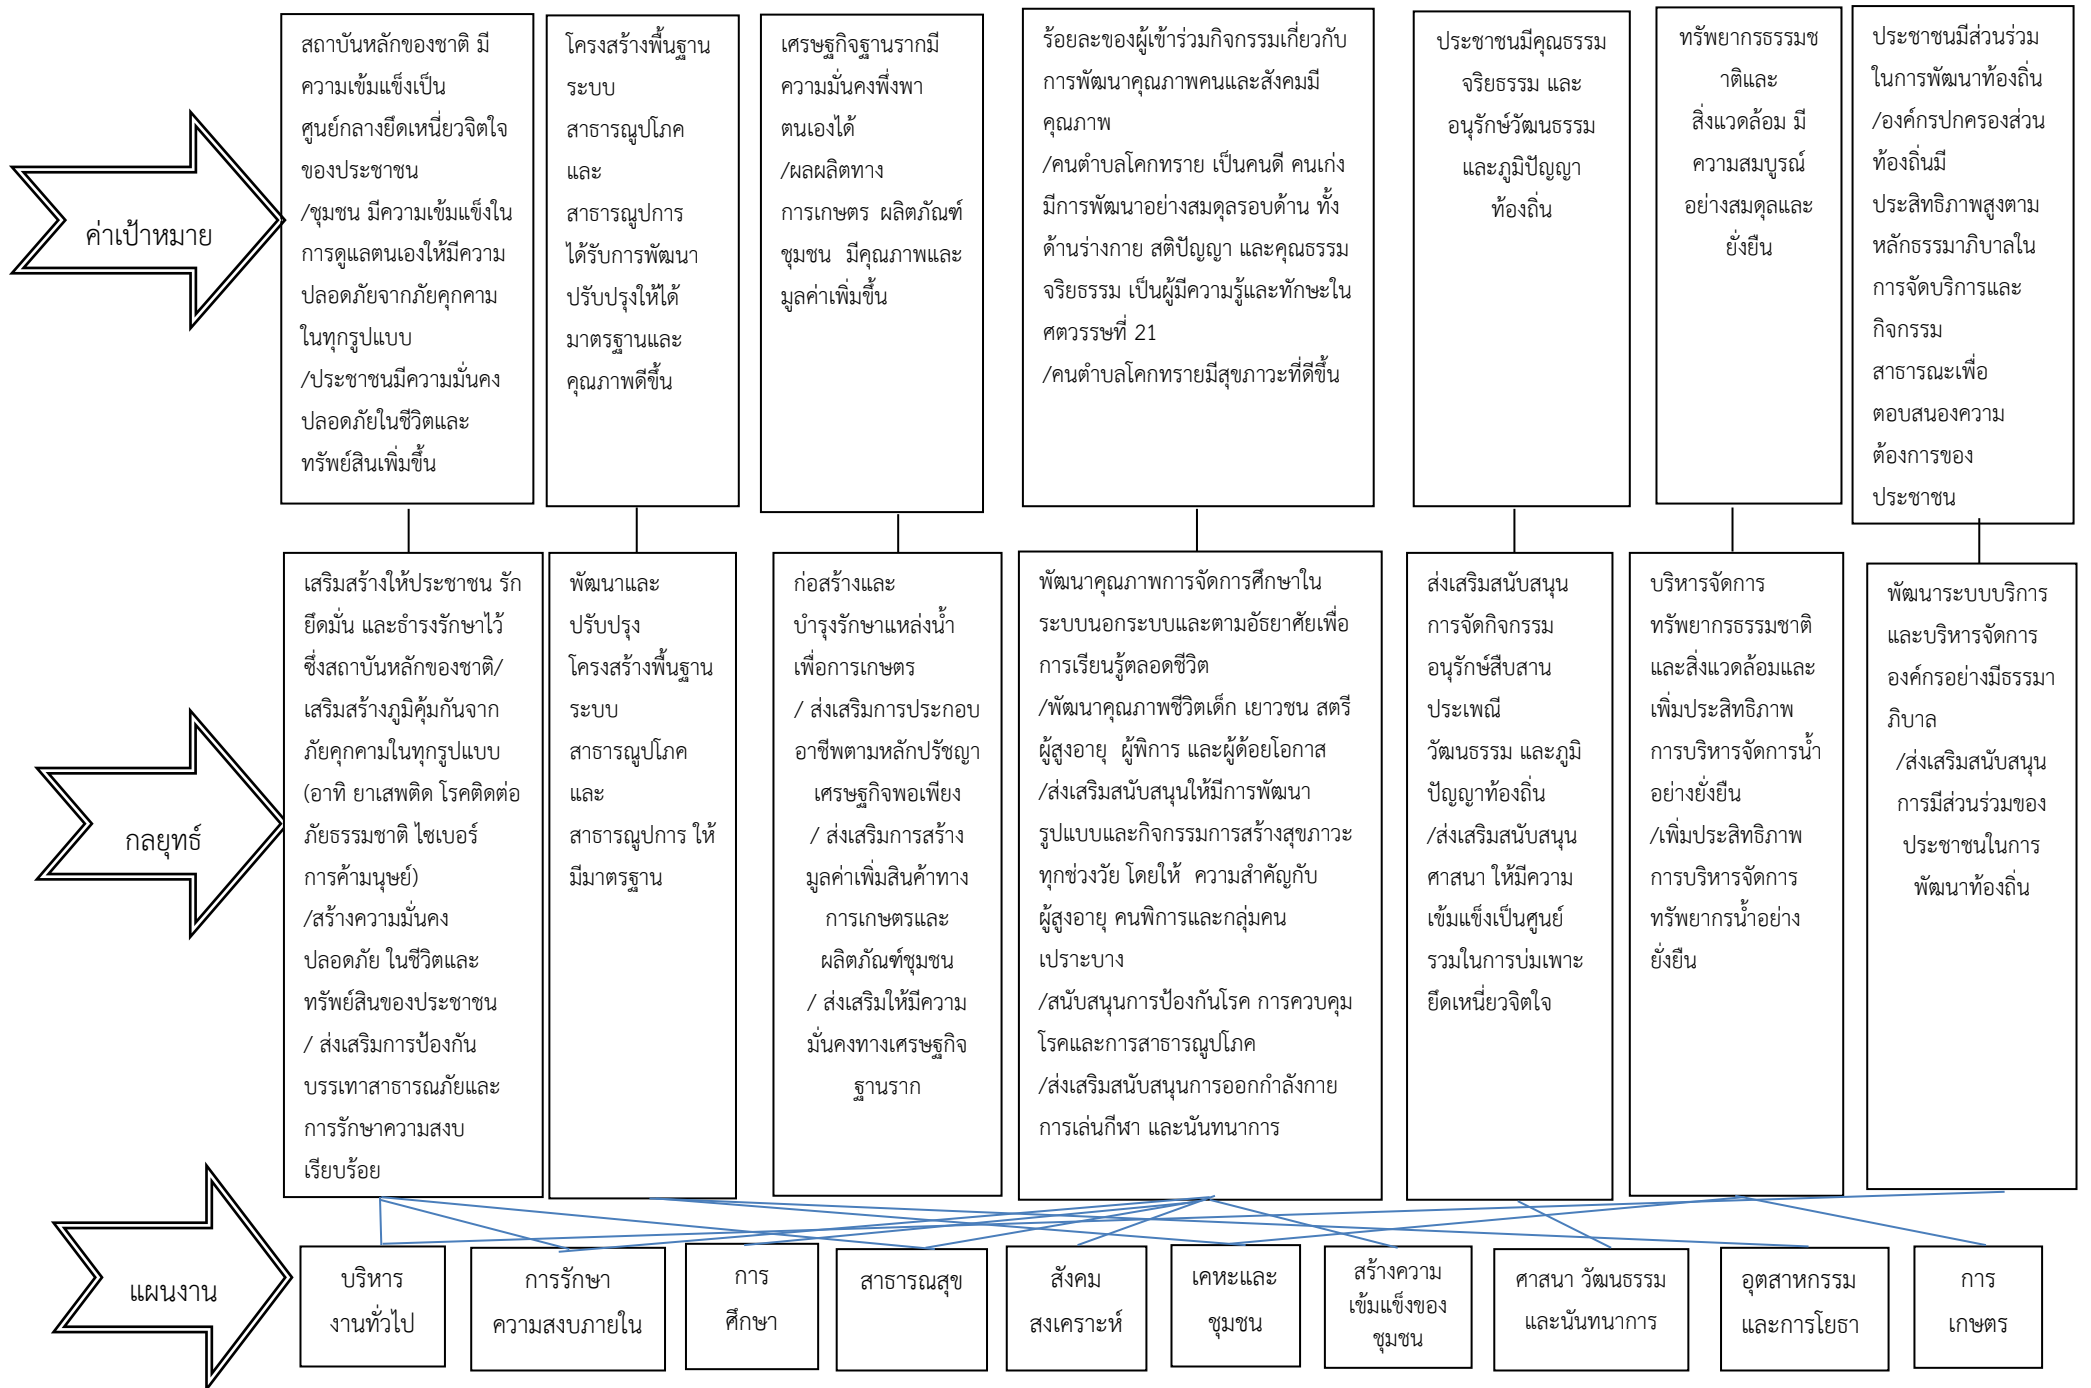 ค่าเป้าหมาย
สถาบันหลักของชาติ มี
ความเข้มแข็งเป็น
ศูนย์กลางยึดเหนี่ยวจิตใจ
ของประชาชน
/ชุมชน มีความเข้มแข็งใน
การดูแลตนเองให้มีความ
ปลอดภัยจากภัยคุกคาม
ในทุกรูปแบบ
/ประชาชนมีความมั่นคง
ปลอดภัยในชีวิตและ
ทรัพย์สินเพิ่มขึ้น
โครงสร้างพื้นฐาน
ระบบ
สาธารณูปโภค
และ
สาธารณูปการ
ได้รับการพัฒนา
ปรับปรุงให้ได้
มาตรฐานและ
คุณภาพดีขึ้น
เศรษฐกิจฐานรากมี
ความมั่นคงพึ่งพา
ตนเองได้
/ผลผลิตทาง
การเกษตร ผลิตภัณฑ์
ชุมชน มีคุณภาพและ
มูลค่าเพิ่มขึ้น
ร้อยละของผู้เข้าร่วมกิจกรรมเกี่ยวกับ
การพัฒนาคุณภาพคนและสังคมมี
คุณภาพ
/คนตำบลโคกทราย เป็นคนดี คนเก่ง
มีการพัฒนาอย่างสมดุลรอบด้าน ทั้ง
ด้านร่างกาย สติปัญญา และคุณธรรม
จริยธรรม เป็นผู้มีความรู้และทักษะใน
ศตวรรษที่ 21
/คนตำบลโคกทรายมีสุขภาวะที่ดีขึ้น
ประชาชนมีคุณธรรม
จริยธรรม และ
อนุรักษ์วัฒนธรรม
และภูมิปัญญา
ท้องถิ่น
ทรัพยากรธรรมช
าติและ
สิ่งแวดล้อม มี
ความสมบูรณ์
อย่างสมดุลและ
ยั่งยืน
ประชาชนมีส่วนร่วม
ในการพัฒนาท้องถิ่น
/องค์กรปกครองส่วน
ท้องถิ่นมี
ประสิทธิภาพสูงตาม
หลักธรรมาภิบาลใน
การจัดบริการและ
กิจกรรม
สาธารณะเพื่อ
ตอบสนองความ
ต้องการของ
ประชาชน
กลยุทธ์
เสริมสร้างให้ประชาชน รัก
ยึดมั่น และธำรงรักษาไว้
ซึ่งสถาบันหลักของชาติ/
เสริมสร้างภูมิคุ้มกันจาก
ภัยคุกคามในทุกรูปแบบ
(อาทิ ยาเสพติด โรคติดต่อ
ภัยธรรมชาติ ไซเบอร์
การค้ามนุษย์)
/สร้างความมั่นคง
ปลอดภัย ในชีวิตและ
ทรัพย์สินของประชาชน
/ ส่งเสริมการป้องกัน
บรรเทาสาธารณภัยและ
การรักษาความสงบ
เรียบร้อย
พัฒนาและ
ปรับปรุง
โครงสร้างพื้นฐาน
ระบบ
สาธารณูปโภค
และ
สาธารณูปการ ให้
มีมาตรฐาน
ก่อสร้างและ
บำรุงรักษาแหล่งน้ำ
เพื่อการเกษตร
/ ส่งเสริมการประกอบ
อาชีพตามหลักปรัชญา
เศรษฐกิจพอเพียง
/ ส่งเสริมการสร้าง
มูลค่าเพิ่มสินค้าทาง
การเกษตรและ
ผลิตภัณฑ์ชุมชน
/ ส่งเสริมให้มีความ
มั่นคงทางเศรษฐกิจ
ฐานราก
พัฒนาคุณภาพการจัดการศึกษาใน
ระบบนอกระบบและตามอัธยาศัยเพื่อ
การเรียนรู้ตลอดชีวิต
/พัฒนาคุณภาพชีวิตเด็ก เยาวชน สตรี
ผู้สูงอายุ ผู้พิการ และผู้ด้อยโอกาส
/ส่งเสริมสนับสนุนให้มีการพัฒนา
รูปแบบและกิจกรรมการสร้างสุขภาวะ
ทุกช่วงวัย โดยให้ ความสำคัญกับ
ผู้สูงอายุ คนพิการและกลุ่มคน
เปราะบาง
/สนับสนุนการป้องกันโรค การควบคุม
โรคและการสาธารณูปโภค
/ส่งเสริมสนับสนุนการออกกำลังกาย
การเล่นกีฬา และนันทนาการ
ส่งเสริมสนับสนุน
การจัดกิจกรรม
อนุรักษ์สืบสาน
ประเพณี
วัฒนธรรม และภูมิ
ปัญญาท้องถิ่น
/ส่งเสริมสนับสนุน
ศาสนา ให้มีความ
เข้มแข็งเป็นศูนย์
รวมในการบ่มเพาะ
ยึดเหนี่ยวจิตใจ
บริหารจัดการ
ทรัพยากรธรรมชาติ
และสิ่งแวดล้อมและ
เพิ่มประสิทธิภาพ
การบริหารจัดการน้ำ
อย่างยั่งยืน
/เพิ่มประสิทธิภาพ
การบริหารจัดการ
ทรัพยากรน้ำอย่าง
ยั่งยืน
พัฒนาระบบบริการ
และบริหารจัดการ
องค์กรอย่างมีธรรมา
ภิบาล
/ส่งเสริมสนับสนุน
การมีส่วนร่วมของ
ประชาชนในการ
พัฒนาท้องถิ่น
แผนงาน
บริหาร
งานทั่วไป
การรักษา
ความสงบภายใน
การ
ศึกษา
สาธารณสุข
สังคม
สงเคราะห์
เคหะและ
ชุมชน
สร้างความ
เข้มแข็งของ
ชุมชน
ศาสนา วัฒนธรรม
และนันทนาการ
อุตสาหกรรม
และการโยธา
การ
เกษตร